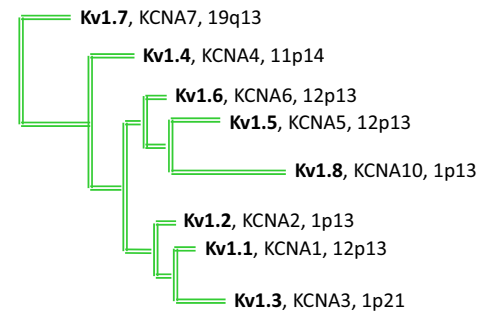 Kv1.7, KCNA7, 19q13
Kv1.4, KCNA4, 11p14
Kv1.6, KCNA6, 12p13
Kv1.5, KCNA5, 12p13
Kv1.8, KCNA10, 1p13
Kv1.2, KCNA2, 1p13
Kv1.1, KCNA1, 12p13
Kv1.3, KCNA3, 1p21